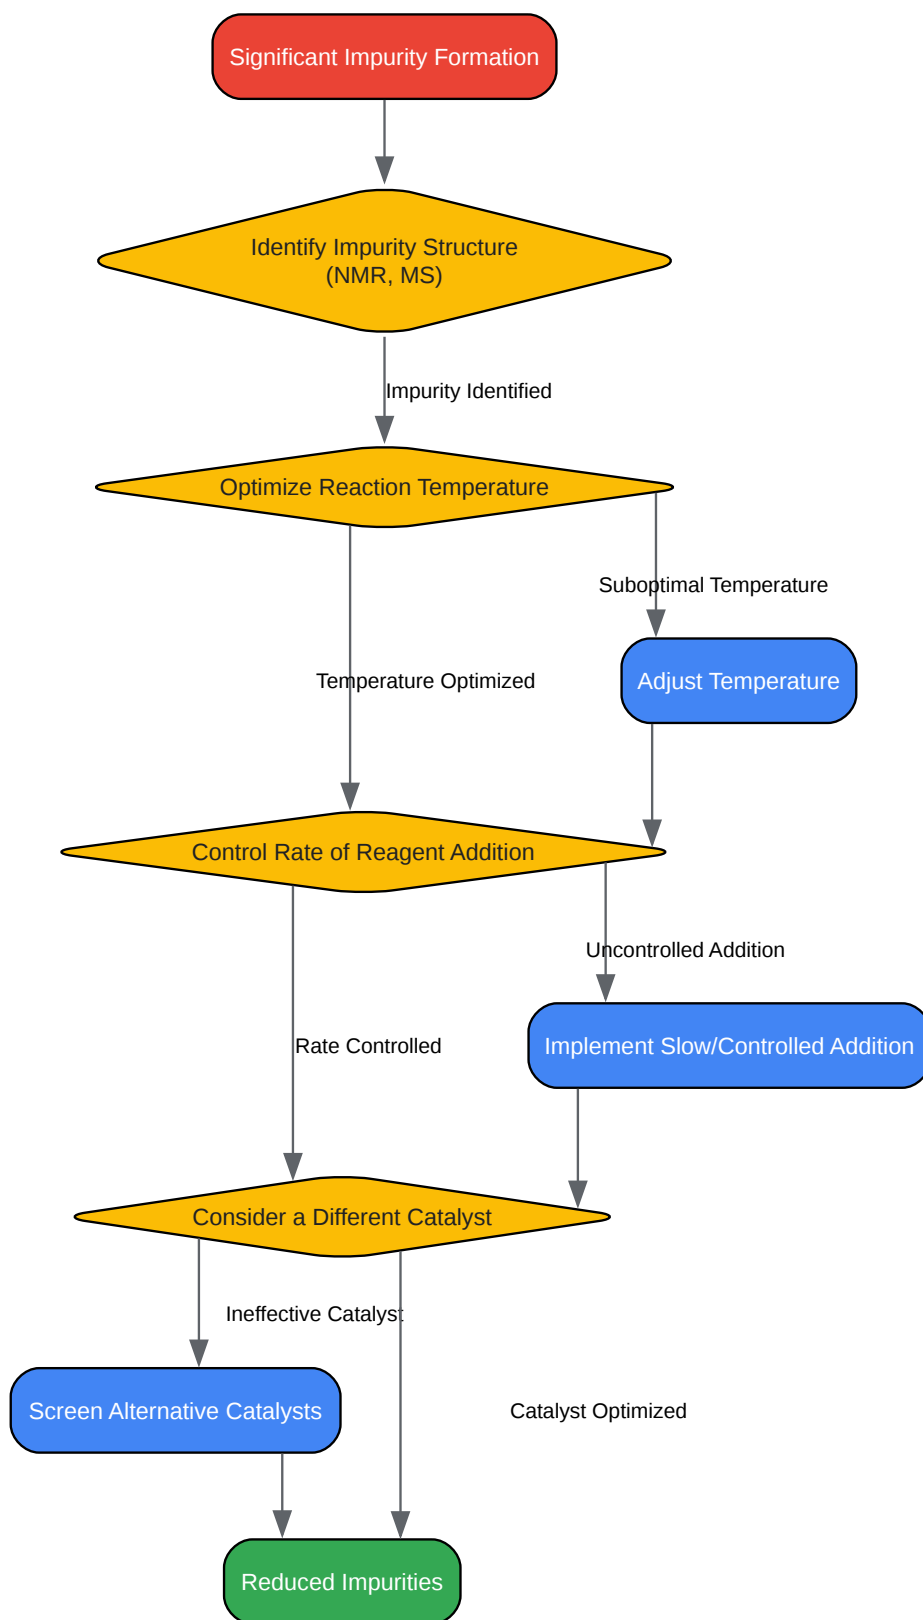 Significant Impurity Formation
Identify Impurity Structure
(NMR, MS)
Impurity Identified
Optimize Reaction Temperature
Suboptimal Temperature
Temperature Optimized
Adjust Temperature
Control Rate of Reagent Addition
Uncontrolled Addition
Rate Controlled
Implement Slow/Controlled Addition
Consider a Different Catalyst
Ineffective Catalyst
Screen Alternative Catalysts
Catalyst Optimized
Reduced Impurities